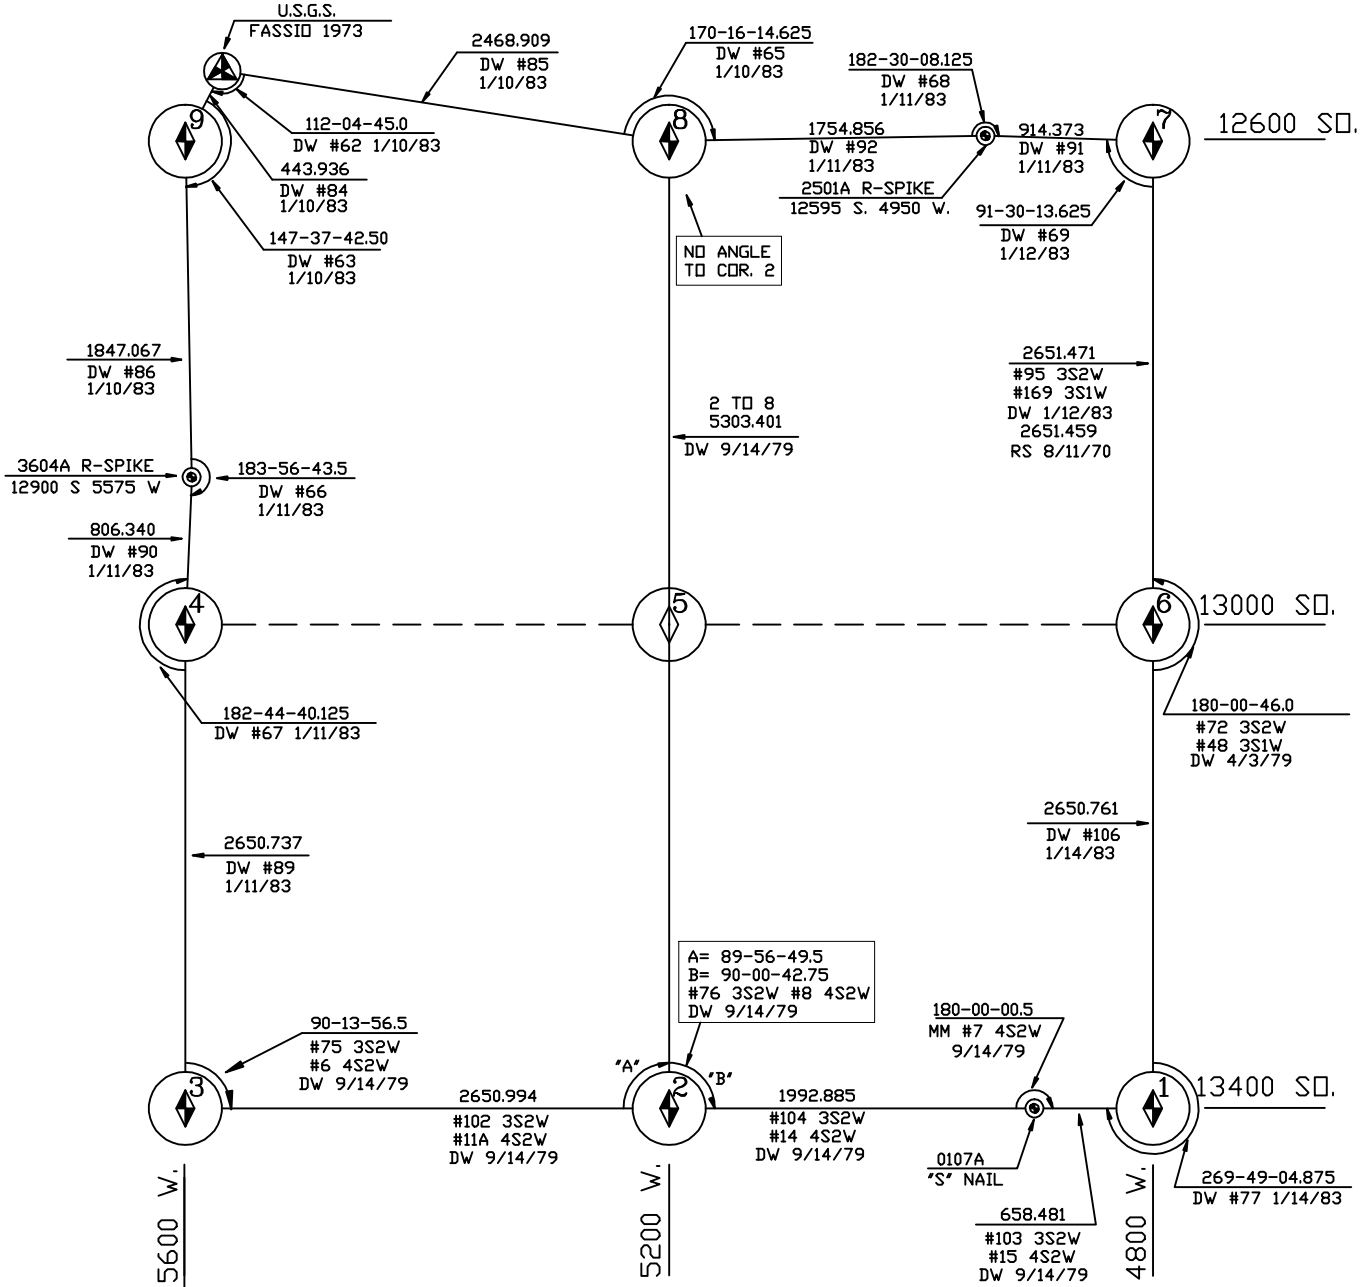 U.S.G.S.
FASSIO 1973
2468.909
DW #85
1/10/83
170-16-14.625
DW #65
1/10/83
182-30-08.125
DW #68
1/11/83
9
8
7
12600 SO.
112-04-45.0
DW #62 1/10/83
443.936
DW #84
1/10/83
147-37-42.50
DW #63
1/10/83
1754.856
DW #92
1/11/83
914.373
DW #91
1/11/83
2501A R-SPIKE
12595 S. 4950 W.
91-30-13.625
DW #69
1/12/83
NO ANGLE
TO COR. 2
1847.067
DW #86
1/10/83
2651.471
#95 3S2W
#169 3S1W
DW 1/12/83
2651.459
RS 8/11/70
2 TO 8
5303.401
DW 9/14/79
3604A R-SPIKE
12900 S 5575 W
183-56-43.5
DW #66
1/11/83
806.340
DW #90
1/11/83
4
5
6
13000 SO.
182-44-40.125
DW #67 1/11/83
180-00-46.0
#72 3S2W
#48 3S1W
DW 4/3/79
2650.737
DW #89
1/11/83
2650.761
DW #106
1/14/83
A= 89-56-49.5
B= 90-00-42.75
#76 3S2W #8 4S2W
DW 9/14/79
90-13-56.5
#75 3S2W
#6 4S2W
DW 9/14/79
180-00-00.5
MM #7 4S2W
9/14/79
"A"
"B"
3
2
1
13400 SO.
2650.994
#102 3S2W
#11A 4S2W
DW 9/14/79
1992.885
#104 3S2W
#14 4S2W
DW 9/14/79
0107A
"S" NAIL
269-49-04.875
DW #77 1/14/83
658.481
#103 3S2W
#15 4S2W
DW 9/14/79
5600 W.
5200 W.
4800 W.